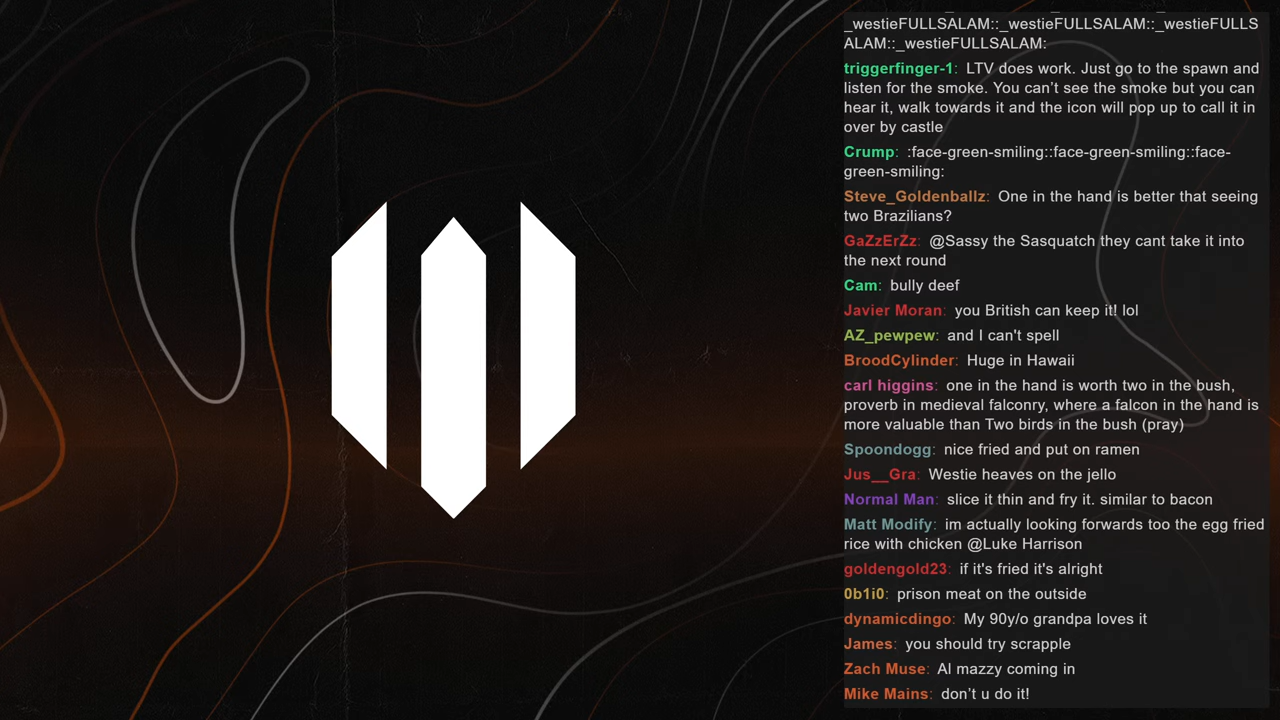 _westieFULLSALAM::_westieFULLSALAM::_westieFULLS
ALAM::_westieFULLSALAM:
triggerfinger-1: LTV does work. Just go to the spawn and
listen for the smoke. You can't see the smoke but you can
hear it, walk towards it and the icon will pop up to call it in
over by castle
Crump: :face-green-smiling::face-green-smiling::face-
green-smiling:
Steve_Goldenballz: One in the hand is better that seeing
two Brazilians?
GaZzErZz: @Sassy the Sasquatch they cant take it into
the next round
Cam: bully deef
Javier Moran: you British can keep it! lol
AZ_pewpew: and I can't spell
BroodCylinder: Huge in Hawaii
carl higgins: one in the hand is worth two in the bush,
proverb in medieval falconry, where a falcon in the hand is
more valuable than Two birds in the bush (pray)
Spoondogg: nice fried and put on ramen
Jus__Gra: Westie heaves on the jello
Normal Man: slice it thin and fry it. similar to bacon
Matt Modify: im actually looking forwards too the egg fried
rice with chicken @Luke Harrison
goldengold23: if it's fried it's alright
0b1i0: prison meat on the outside
dynamicdingo: My 90y/o grandpa loves it
James: you should try scrapple
Zach Muse: Al mazzy coming in
Mike Mains: don't u do it!